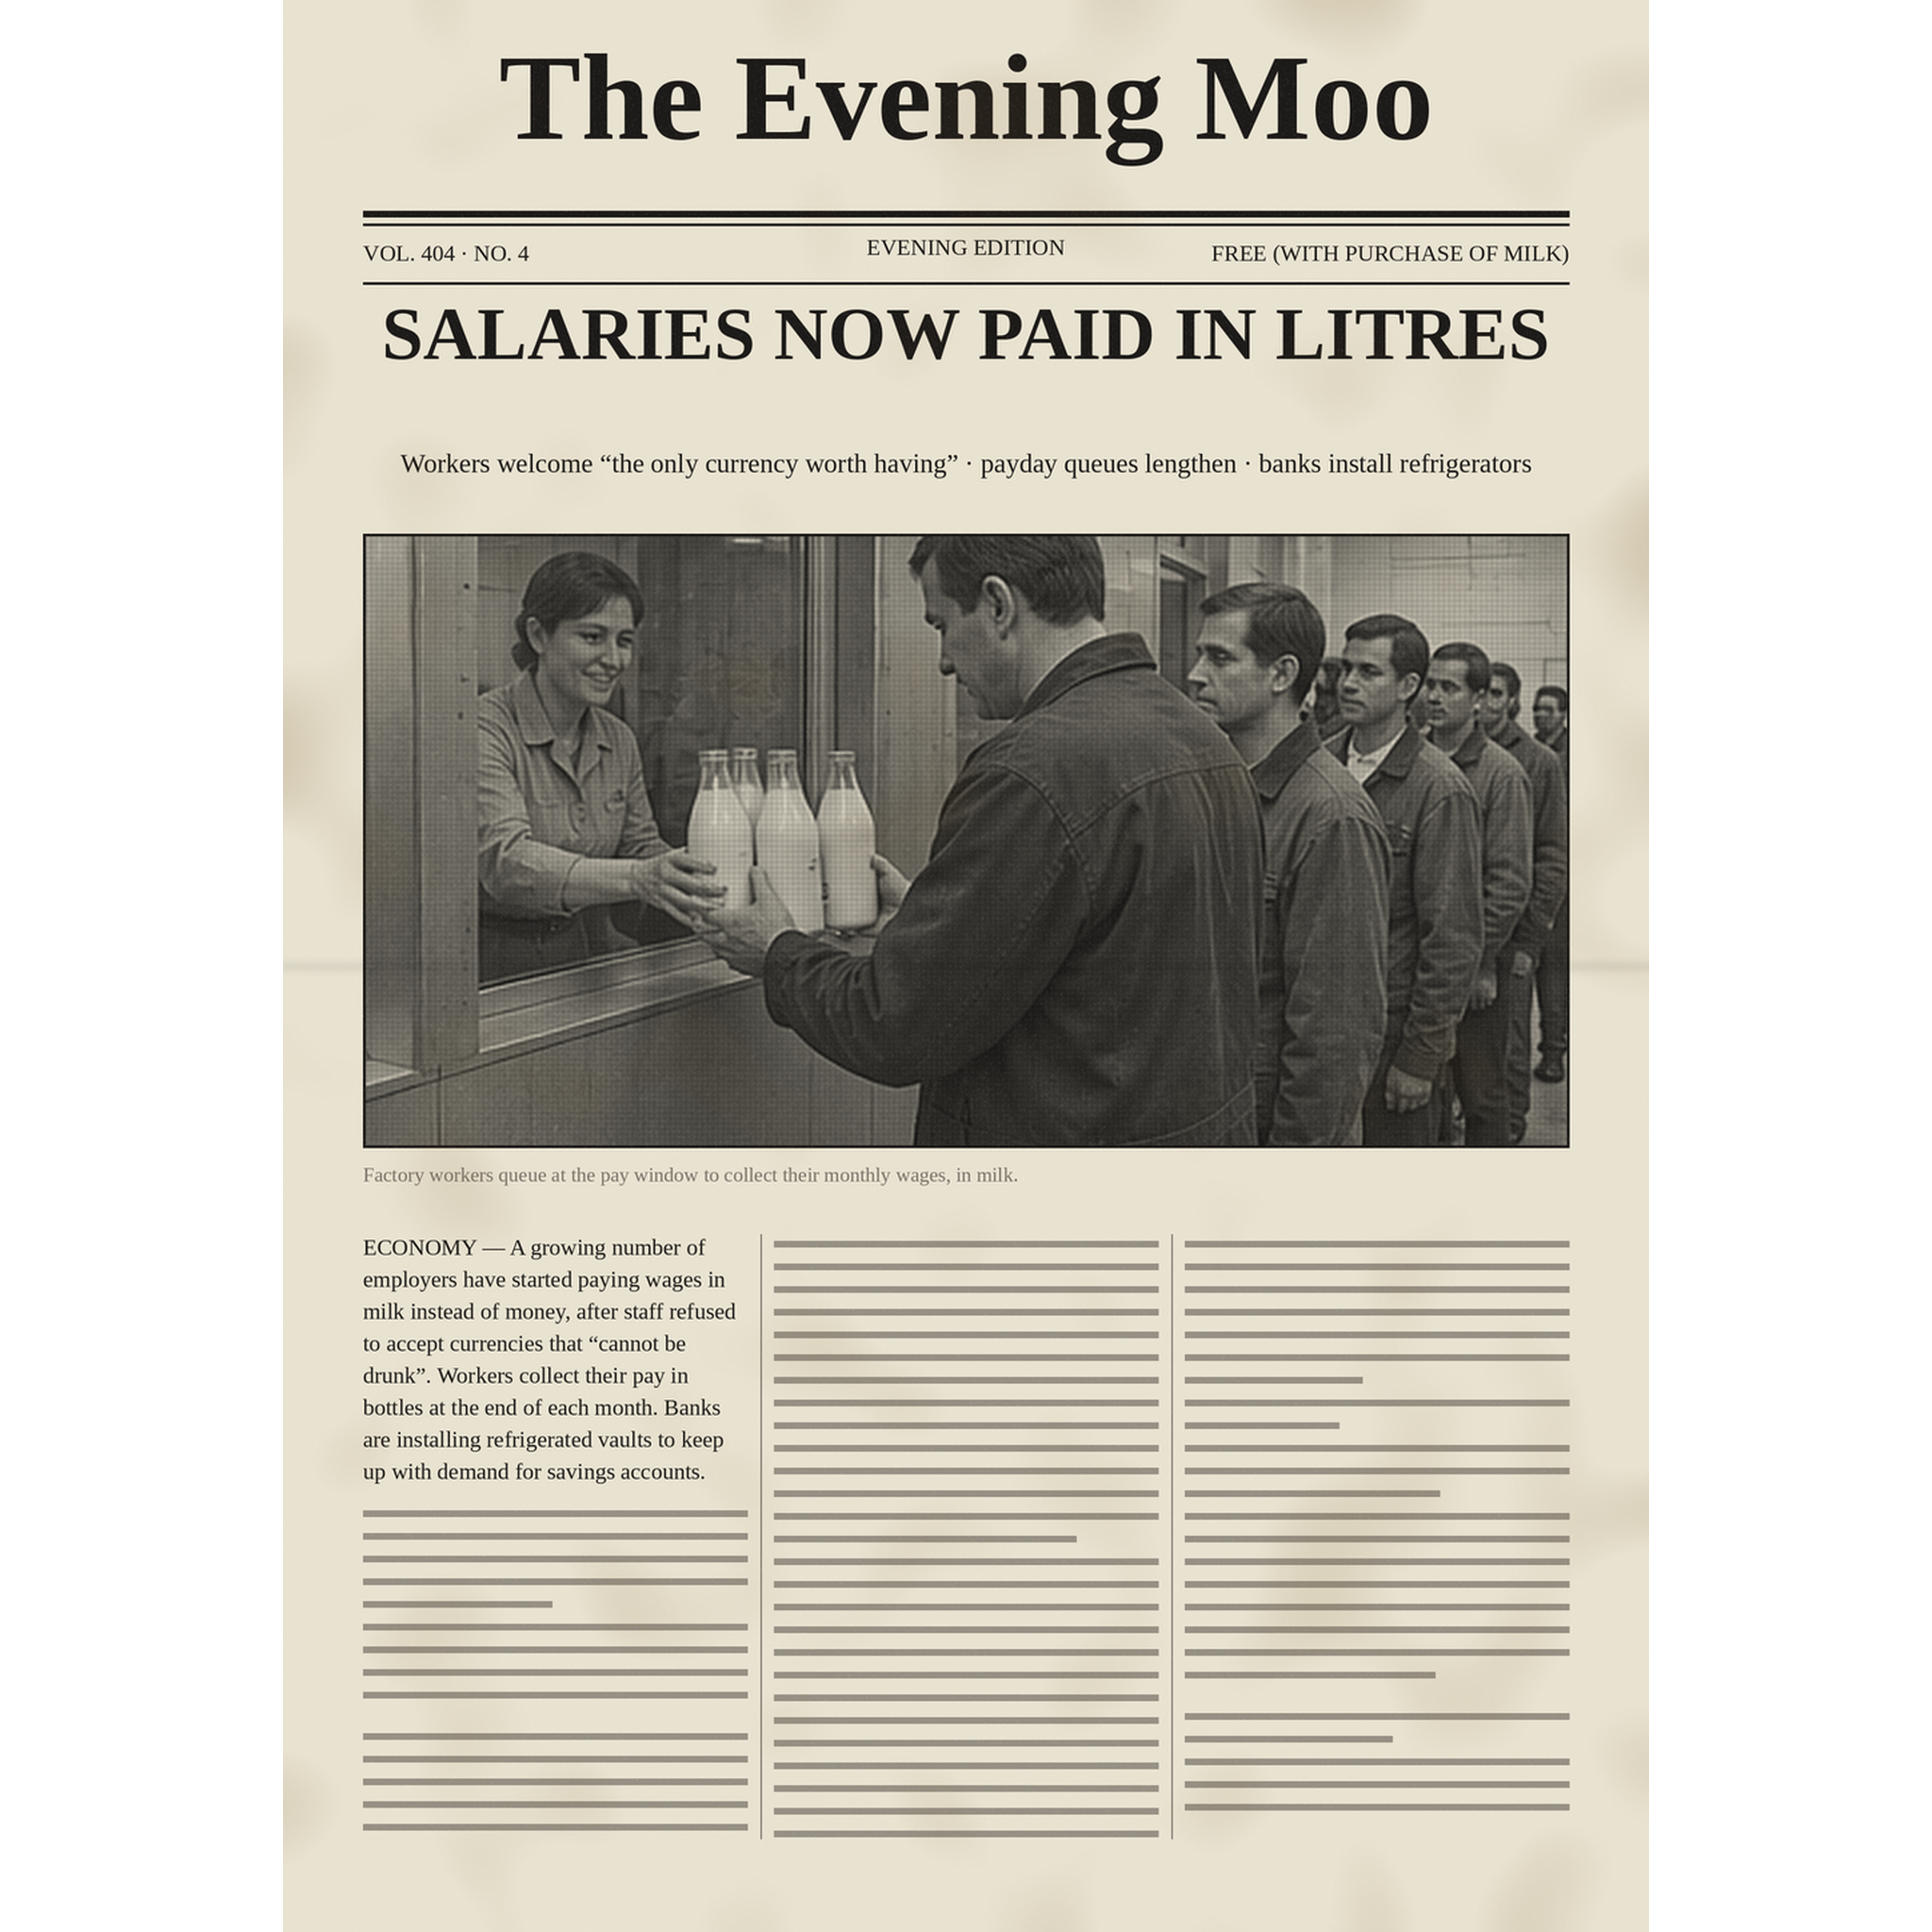 The Evening Moo
VOL. 404 · NO. 4
EVENING EDITION
FREE (WITH PURCHASE OF MILK)
SALARIES NOW PAID IN LITRES
Workers welcome “the only currency worth having” · payday queues lengthen · banks install refrigerators
Factory workers queue at the pay window to collect their monthly wages, in milk.
ECONOMY — A growing number of
employers have started paying wages in
milk instead of money, after staff refused
to accept currencies that “cannot be
drunk”. Workers collect their pay in
bottles at the end of each month. Banks
are installing refrigerated vaults to keep
up with demand for savings accounts.